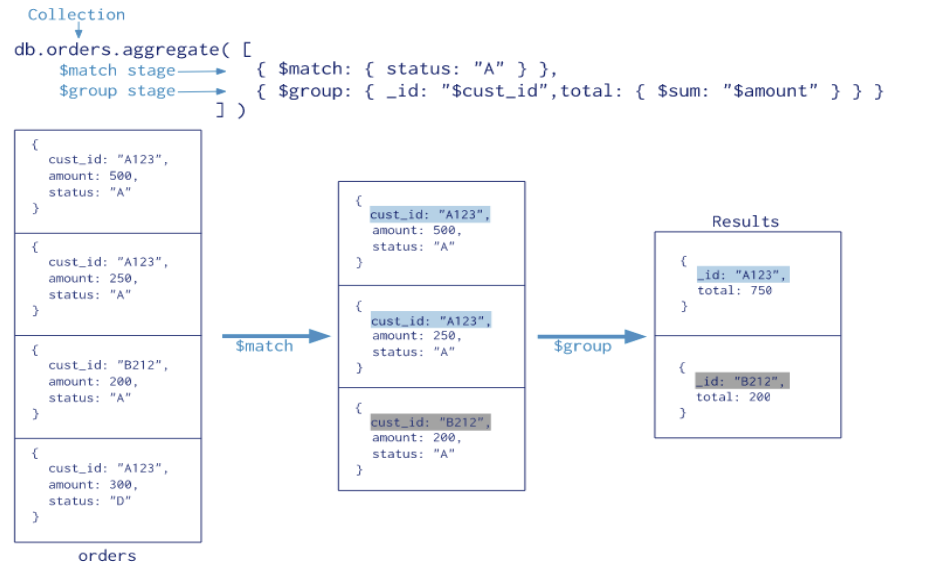 Collection
db.orders.aggregate( [
$match stage { $match: { status: "A" } },
$group stage { $group: { _id: "$cust_id",total: { $sum: "$amount" } } }
] )
{
cust_id: "A123",
amount: 500,
status: "A"
}
{
cust_id: "A123",
amount: 250,
status: "A"
}
{
cust_id: "B212",
amount: 200,
status: "A"
}
{
cust_id: "A123",
amount: 300,
status: "D"
}
orders
$match
{
cust_id: "A123",
amount: 500,
status: "A"
}
{
cust_id: "A123",
amount: 250,
status: "A"
}
{
cust_id: "B212",
amount: 200,
status: "A"
}
$group
Results
{
_id: "A123",
total: 750
}
{
_id: "B212",
total: 200
}